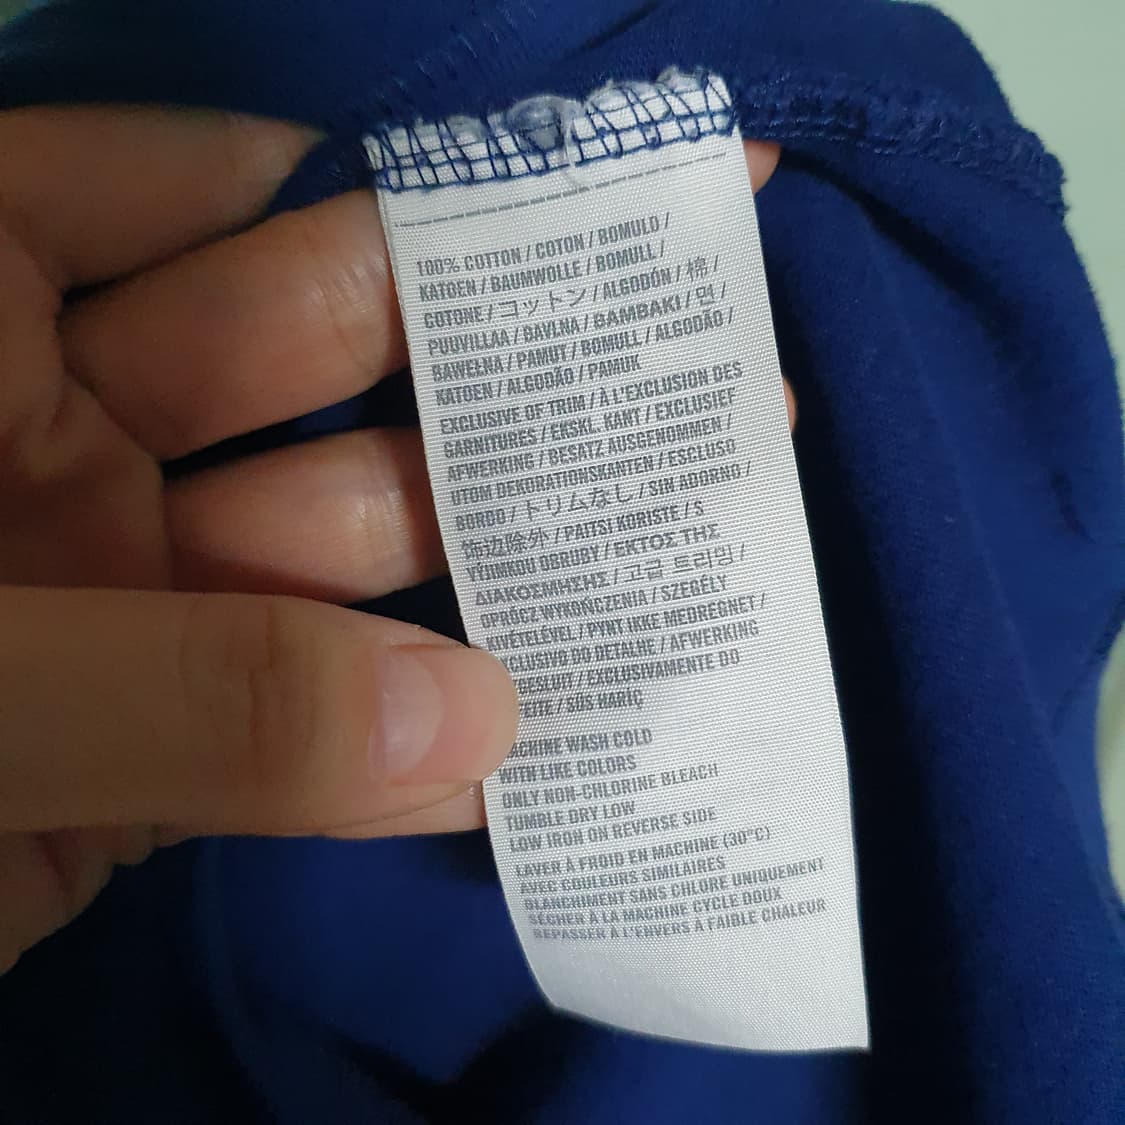 100% COTTON / COTON / BOMULD /
KATOEN / BAUMWOLLE / BOMULL /
COTONE / コットン / ALGODÓN / 棉 /
PUUVILLAA / BAVLNA / BAMBAKI / 면 /
BAWEŁNA / PAMUT / BOMULL / ALGODÃO /
KATOEN / ALGODÃO / PAMUK
EXCLUSIVE OF TRIM / À L'EXCLUSION DES
GARNITURES / EKSKL. KANT / EXCLUSIEF
AFWERKING / BESATZ AUSGENOMMEN /
UTOM DEKORATIONSKANTEN / ESCLUSO
BORDO / トリムなし / SIN ADORNO /
饰边除外 / PAITSI KORISTE / S
VÝJIMKOU OBRUBY / ΕΚΤΟΣ ΤΗΣ
ΔΙΑΚΟΣΜΗΣΗΣ / 고급 트리밍 /
OPRÓCZ WYKOŃCZENIA / SZEGÉLY
KIVÉTELÉVEL / PYNT IKKE MEDREGNET /
XCLUSIVO DO DETALHE / AFWERKING
BESLUIT / EXCLUSIVAMENTE DO
FEITE / SÜS HARİÇ
ACHINE WASH COLD
WITH LIKE COLORS
ONLY NON-CHLORINE BLEACH
TUMBLE DRY LOW
LOW IRON ON REVERSE SIDE
LAVER À FROID EN MACHINE (30°C)
AVEC COULEURS SIMILAIRES
BLANCHIMENT SANS CHLORE UNIQUEMENT
SÉCHER À LA MACHINE CYCLE DOUX
REPASSER À L'ENVERS À FAIBLE CHALEUR